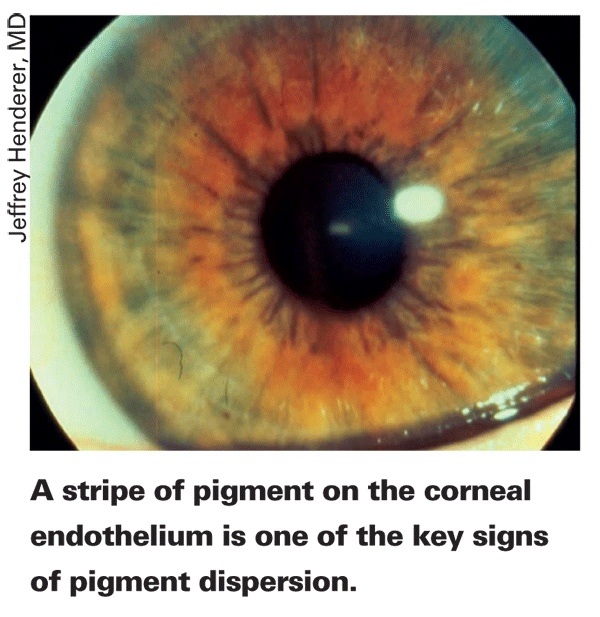 Jeffrey Henderer, MD
A stripe of pigment on the corneal
endothelium is one of the key signs
of pigment dispersion.